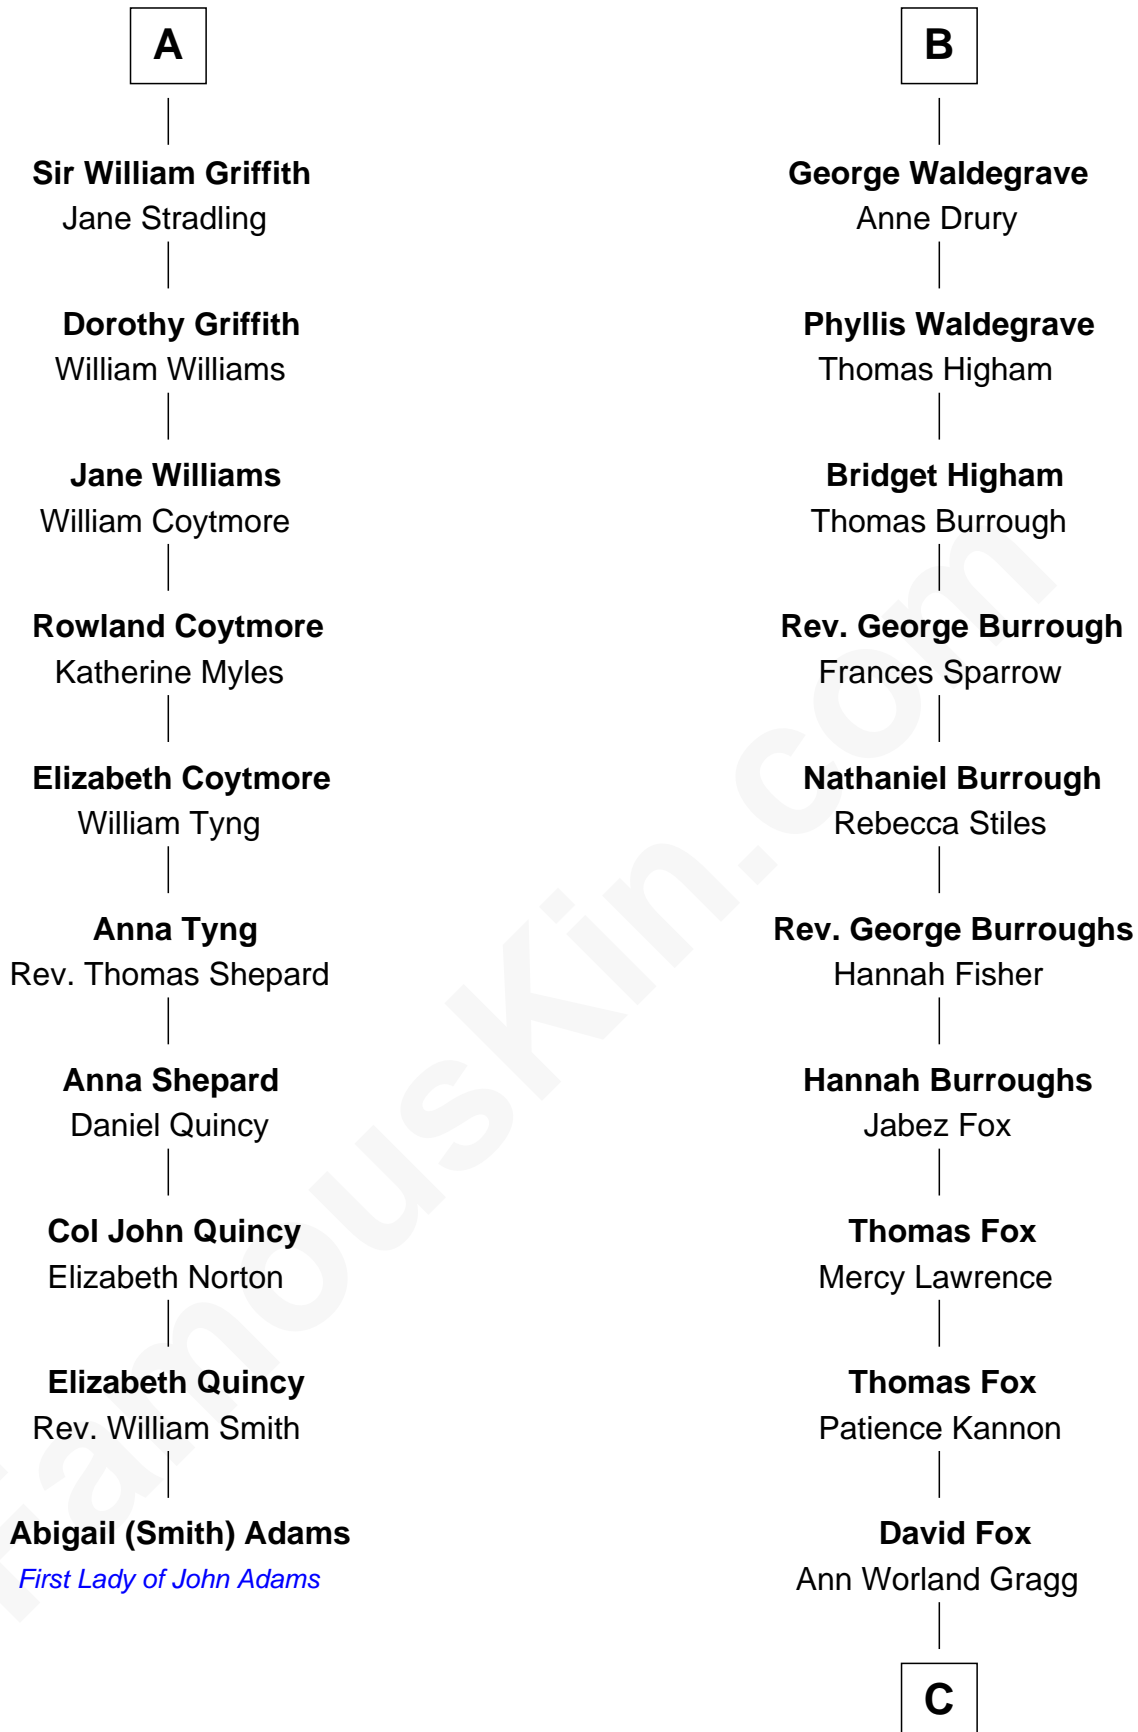 A
Sir William Griffith
Jane Stradling
Dorothy Griffith
William Williams
Jane Williams
William Coytmore
Rowland Coytmore
Katherine Myles
Elizabeth Coytmore
William Tyng
Anna Tyng
Rev. Thomas Shepard
Anna Shepard
Daniel Quincy
Col John Quincy
Elizabeth Norton
Elizabeth Quincy
Rev. William Smith
Abigail (Smith) Adams
First Lady of John Adams
B
George Waldegrave
Anne Drury
Phyllis Waldegrave
Thomas Higham
Bridget Higham
Thomas Burrough
Rev. George Burrough
Frances Sparrow
Nathaniel Burrough
Rebecca Stiles
Rev. George Burroughs
Hannah Fisher
Hannah Burroughs
Jabez Fox
Thomas Fox
Mercy Lawrence
Thomas Fox
Patience Kannon
David Fox
Ann Worland Gragg
C
FamousKin.com